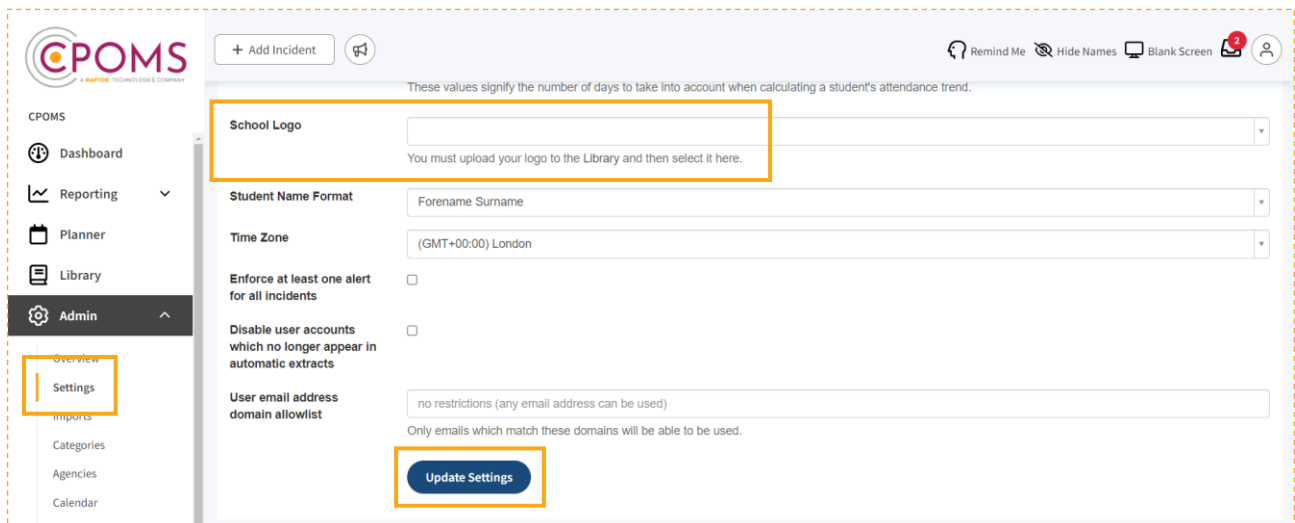 CPOMS
A RAPTOR TECHNOLOGIES COMPANY
+ Add Incident
Remind Me
Hide Names
Blank Screen
2
CPOMS
Dashboard
Reporting
Planner
Library
Admin
Overview
Settings
Imports
Categories
Agencies
Calendar
These values signify the number of days to take into account when calculating a student's attendance trend.
School Logo
You must upload your logo to the Library and then select it here.
Student Name Format
Forename Surname
Time Zone
(GMT+00:00) London
Enforce at least one alert
for all incidents
Disable user accounts
which no longer appear in
automatic extracts
User email address
domain allowlist
no restrictions (any email address can be used)
Only emails which match these domains will be able to be used.
Update Settings